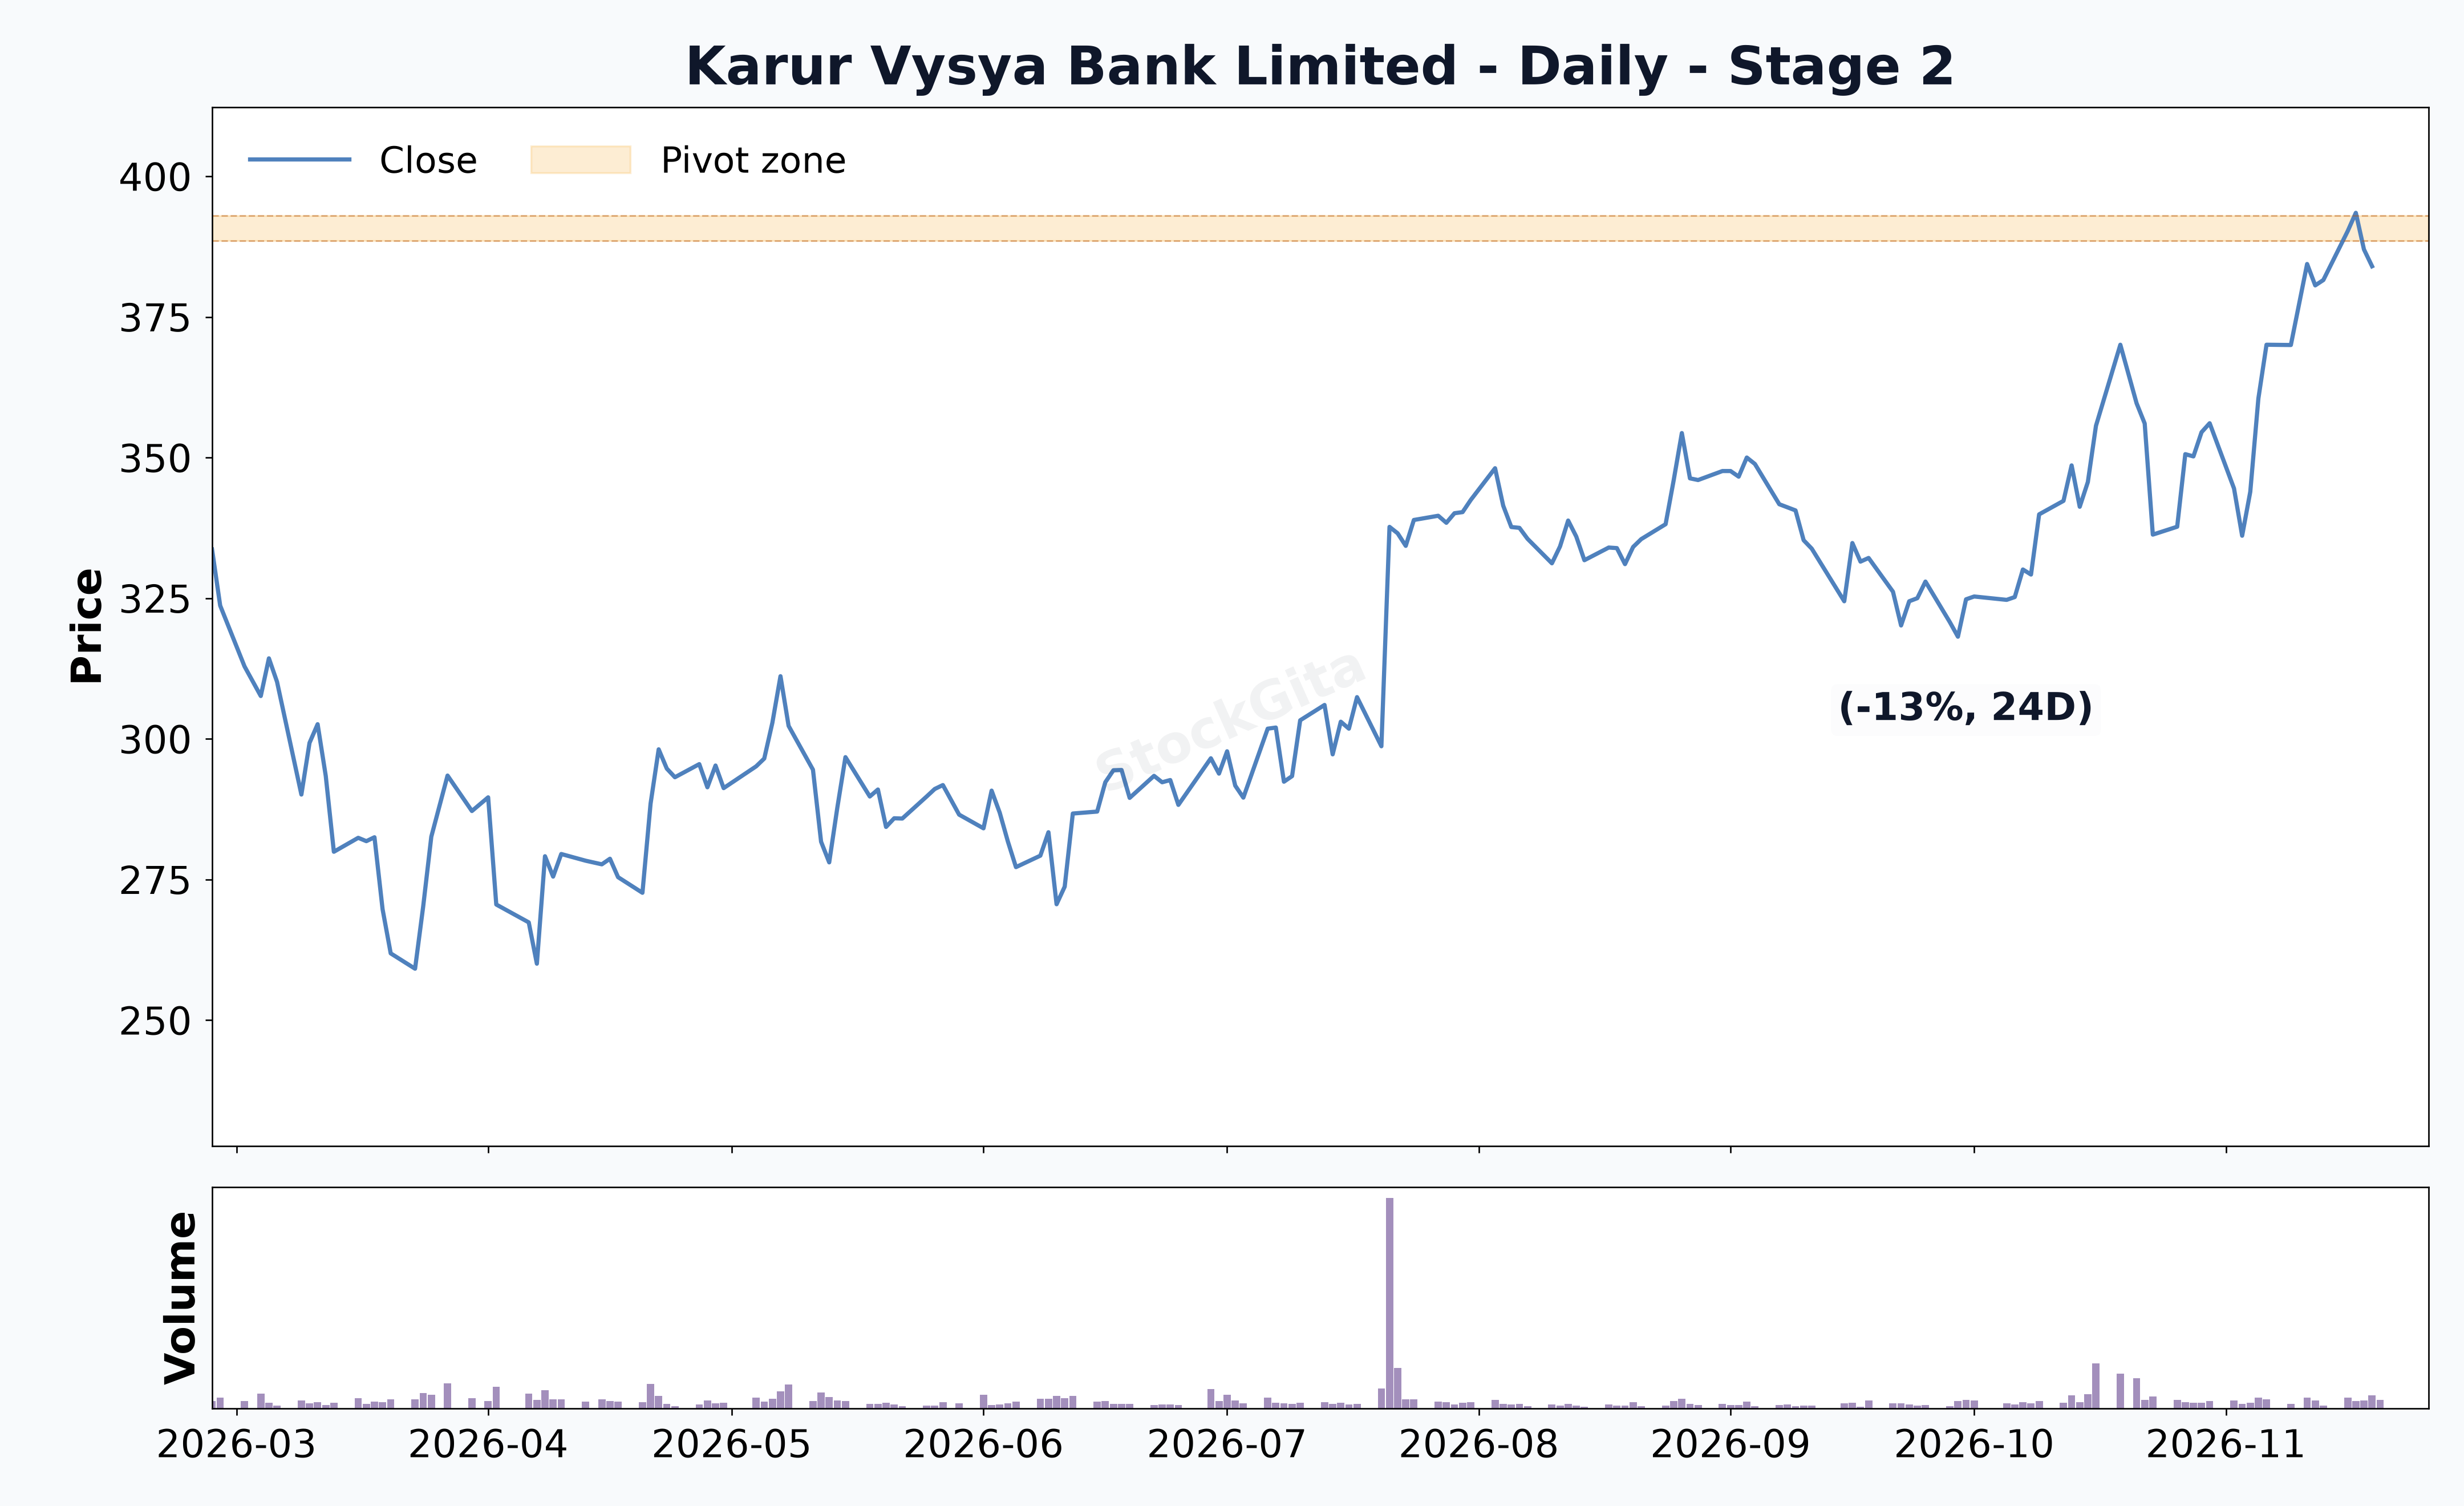 Karur Vysya Bank Limited - Daily - Stage 2
Close
Pivot zone
400
375
350
325
300
275
250
Price
StockGita
(-13%, 24D)
Volume
2026-03
2026-04
2026-05
2026-06
2026-07
2026-08
2026-09
2026-10
2026-11